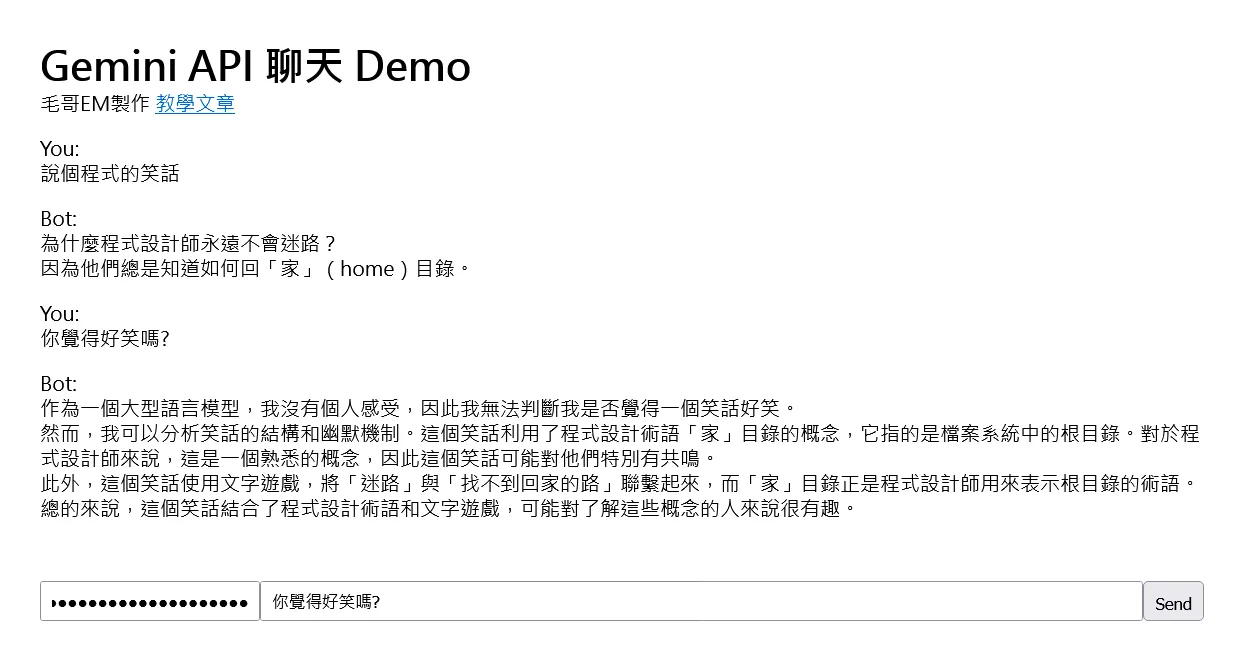 Gemini API 聊天 Demo
毛哥EM製作 教學文章
You:
說個程式的笑話
Bot:
為什麼程式設計師永遠不會迷路？
因為他們總是知道如何回「家」（home）目錄。
You:
你覺得好笑嗎?
Bot:
作為一個大型語言模型，我沒有個人感受，因此我無法判斷我是否覺得一個笑話好笑。
然而，我可以分析笑話的結構和幽默機制。這個笑話利用了程式設計術語「家」目錄的概念，它指的是檔案系統中的根目錄。對於程
式設計師來說，這是一個熟悉的概念，因此這個笑話可能對他們特別有共鳴。
此外，這個笑話使用文字遊戲，將「迷路」與「找不到回家的路」聯繫起來，而「家」目錄正是程式設計師用來表示根目錄的術語。
總的來說，這個笑話結合了程式設計術語和文字遊戲，可能對了解這些概念的人來說很有趣。
你覺得好笑嗎?
Send